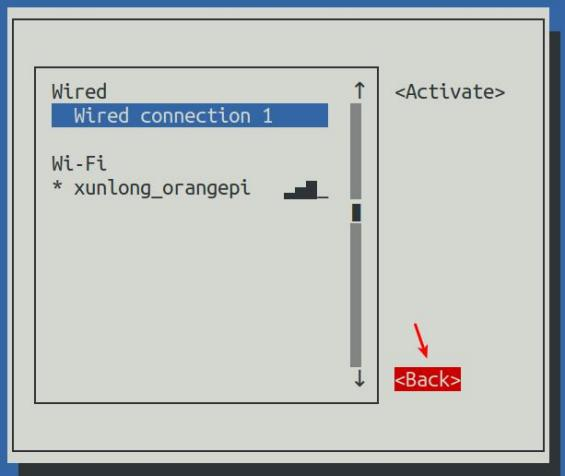 Wired
Wired connection 1
<Activate>
Wi-Fi
* xunlong_orangepi
<Back>